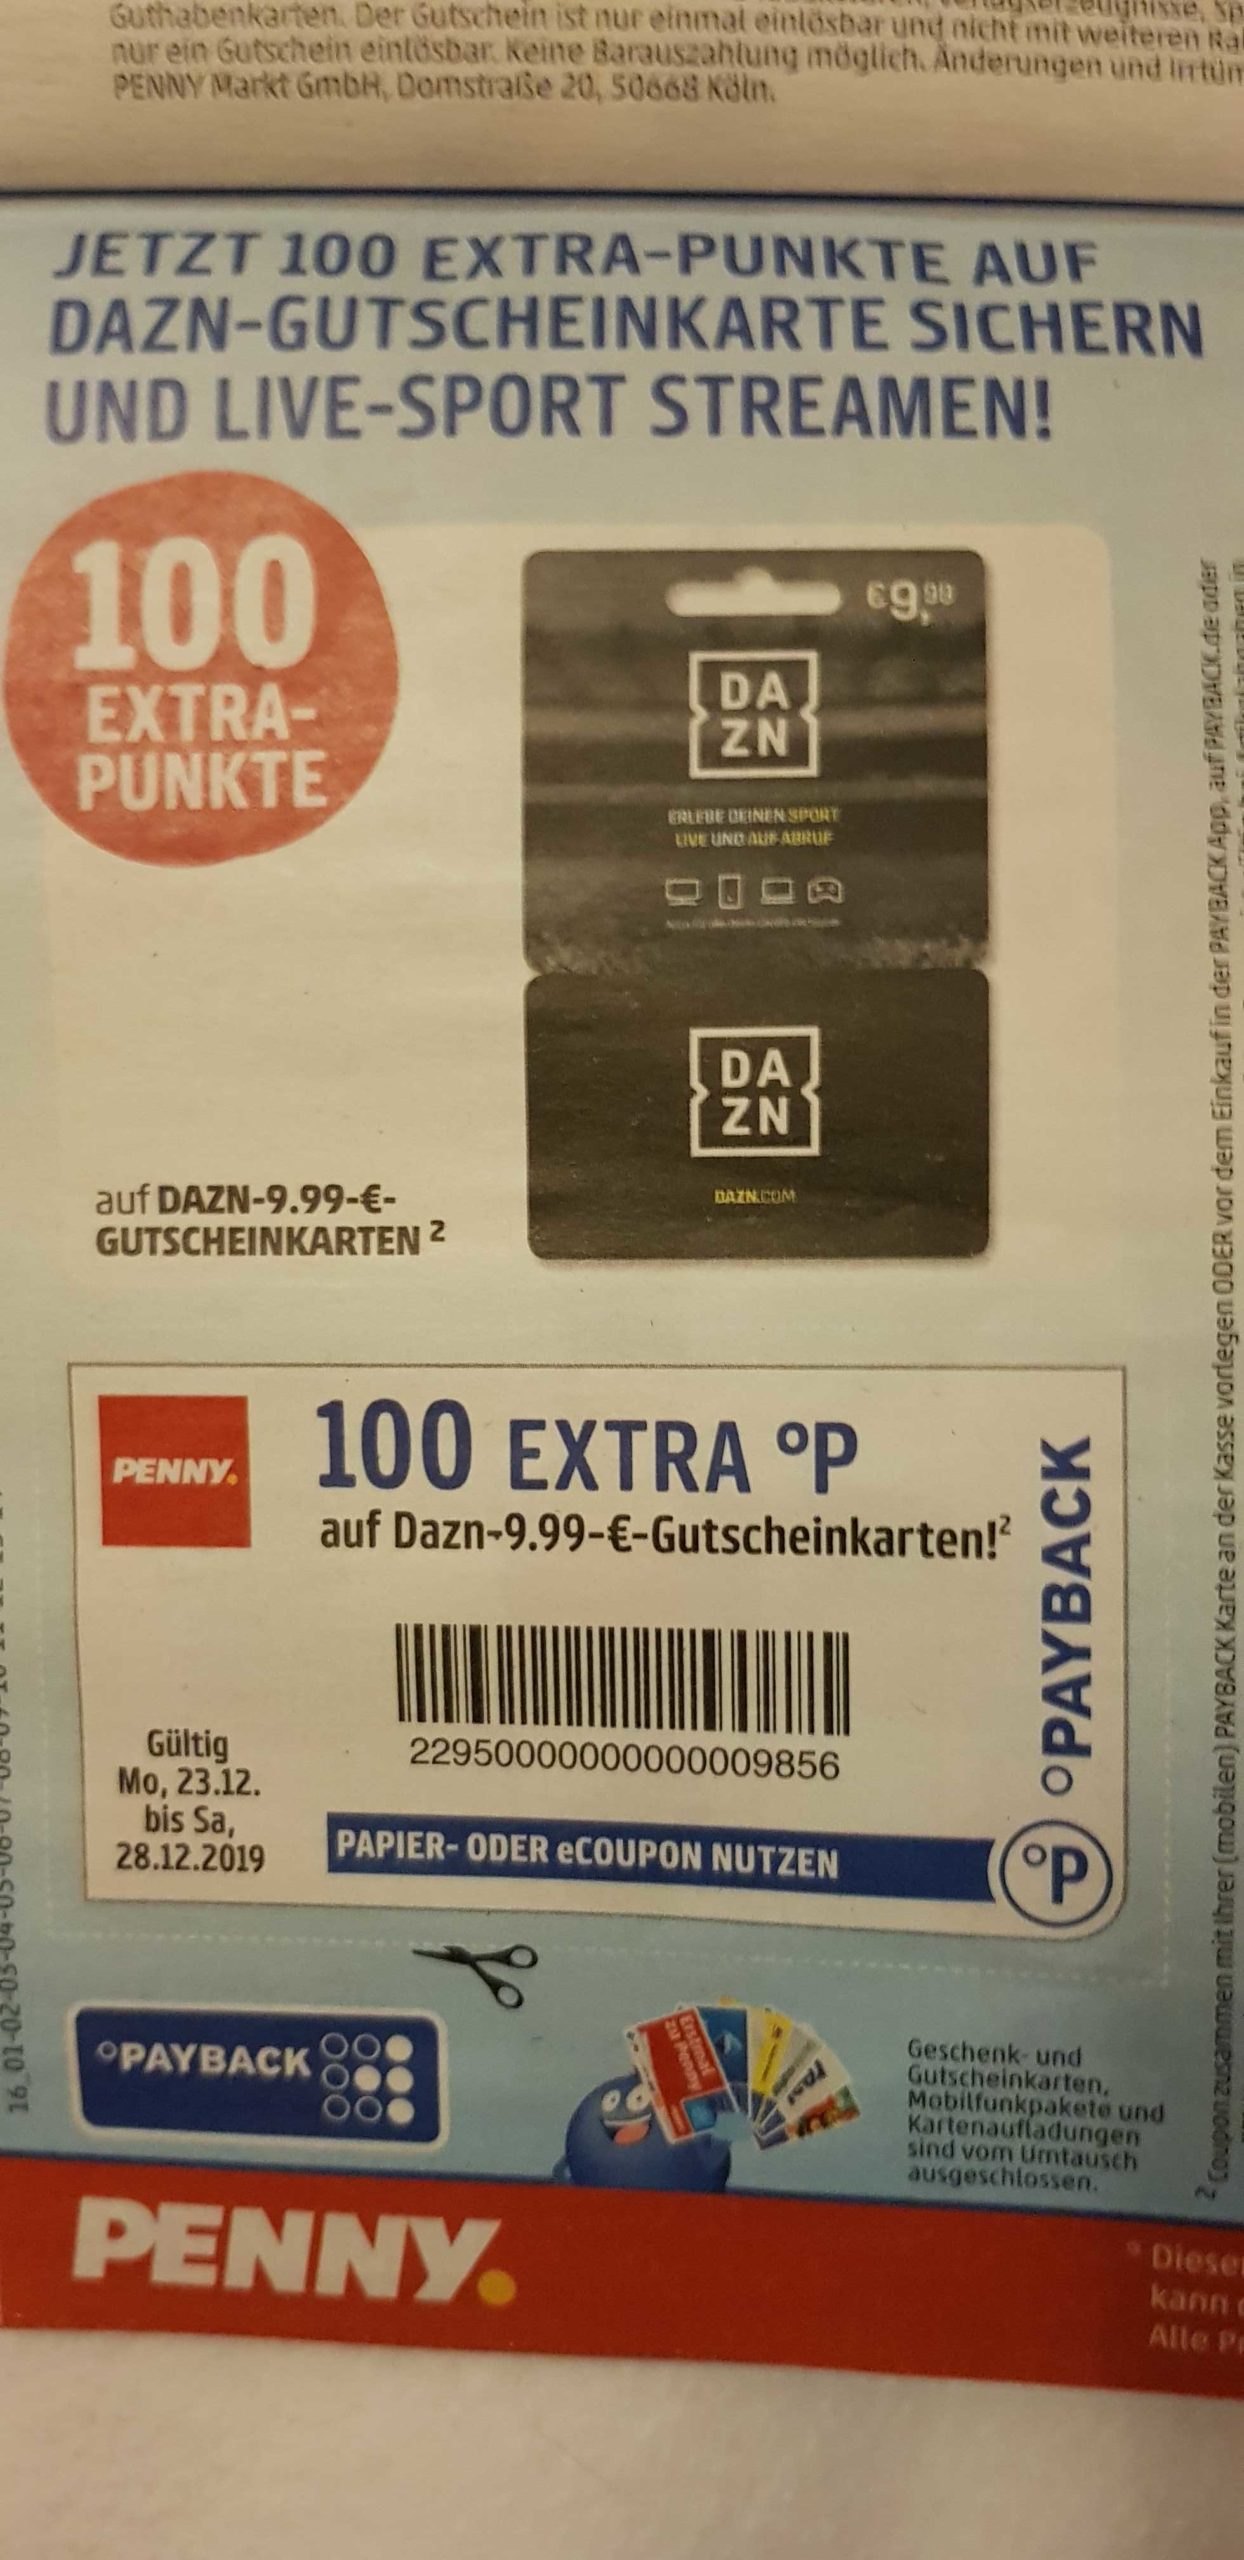 Guthabenkarten. Der Gutschein ist nur einmal einlösbar und nicht mit weiteren
nur ein Gutschein einlösbar. Keine Barauszahlung möglich. Änderungen und
PENNY Markt GmbH, Domstraße 20, 50668 Köln.
JETZT 100 EXTRA-PUNKTE AUF
DAZN-GUTSCHEINKARTE SICHERN
UND LIVE-SPORT STREAMEN!
100
EXTRA-
PUNKTE
€9,99
DA
ZN
ERLEBE DEINEN SPORT
LIVE UND AUF ABRUF
DA
ZN
DAZN.COM
auf DAZN-9.99-€-
GUTSCHEINKARTEN ²
PENNY.
100 EXTRA °P
auf Dazn-9.99-€-Gutscheinkarten!²
22950000000000009856
Gültig
Mo, 23.12.
bis Sa,
28.12.2019
PAPIER- ODER eCOUPON NUTZEN
°PAYBACK
°P
°PAYBACK
Erstmal
zu Penny
Geschenk- und
Gutscheinkarten,
Mobilfunkpakete und
Kartenaufladungen
sind vom Umtausch
ausgeschlossen.
² Coupon zusammen mit Ihrer (mobilen) PAYBACK Karte an der Kasse vorlegen ODER vor dem Einkauf in der PAYBACK App, auf PAYBACK.de oder
PENNY.
* Dieser
kann
Alle